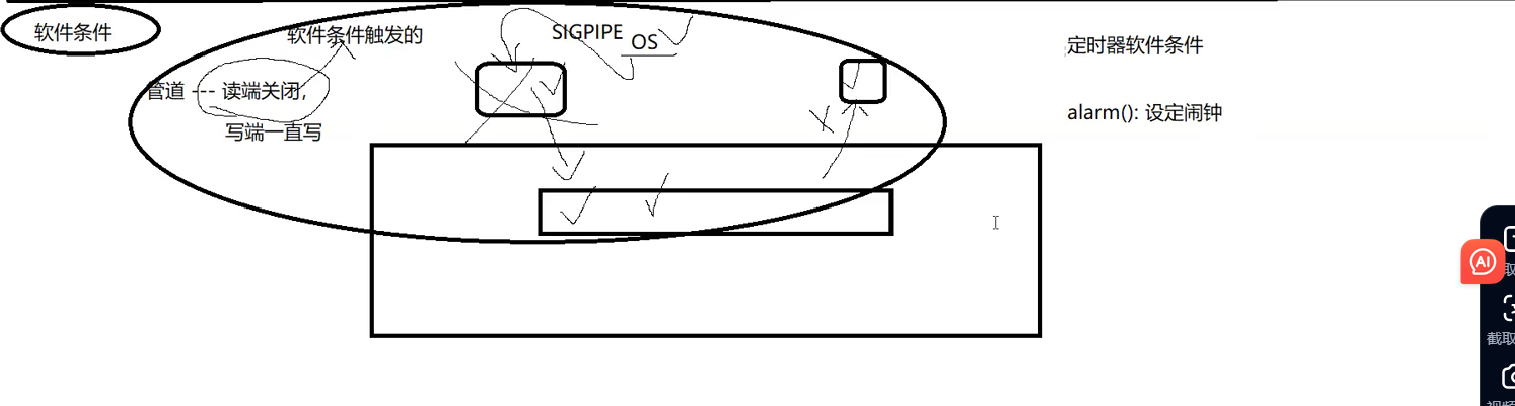 软件条件
软件条件触发的
SIGPIPE
OS
定时器软件条件
管道 --- 读端关闭,
写端一直写
alarm(): 设定闹钟
AI
截取